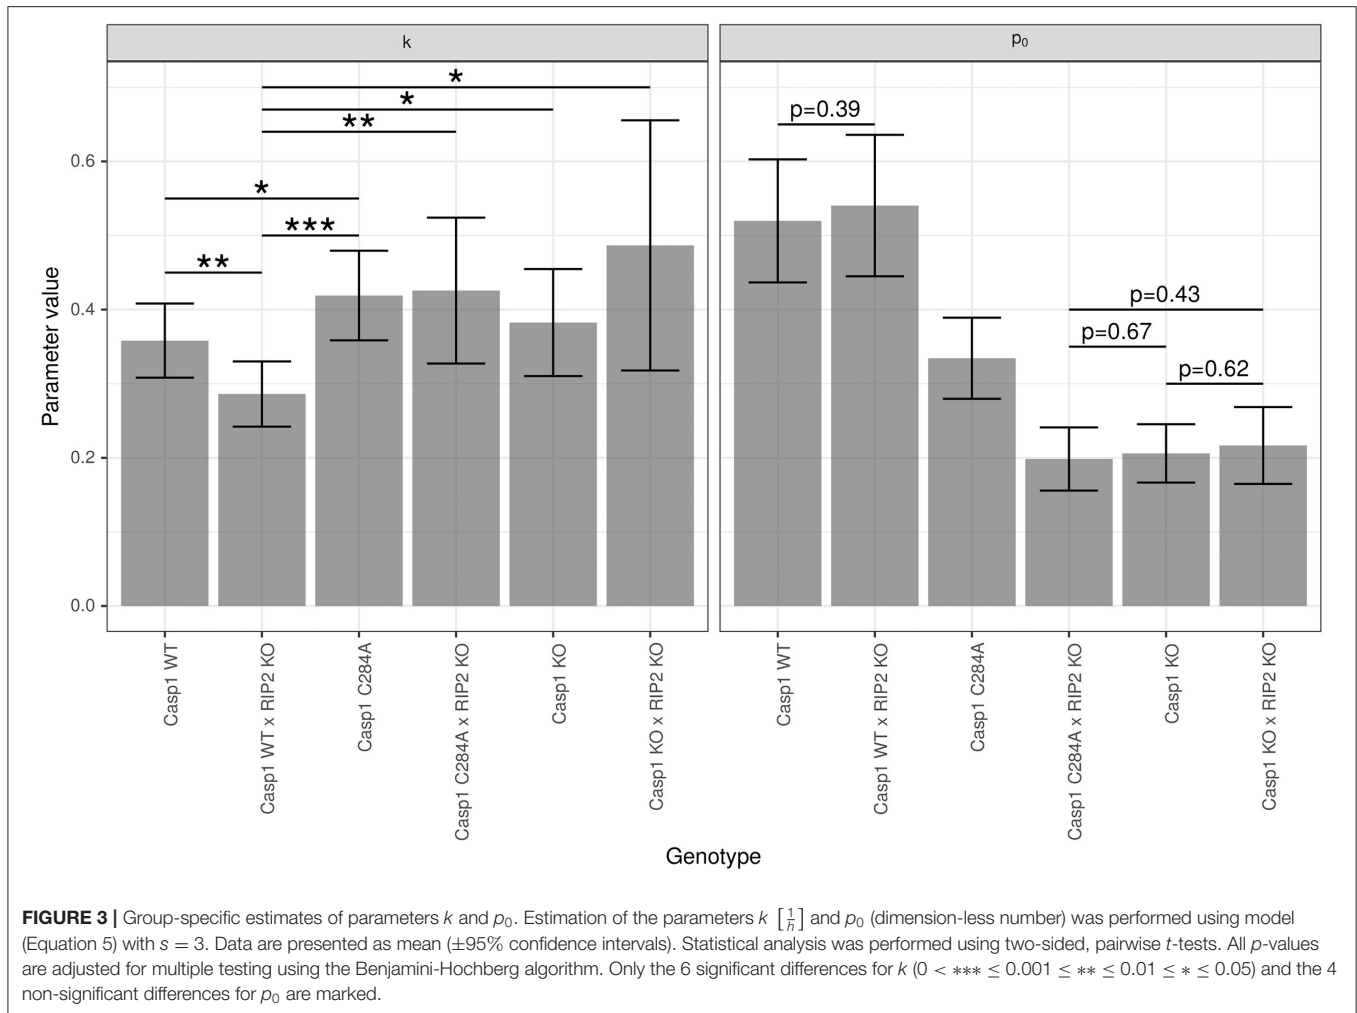 k
p₀
*
*
**
*
***
**
p=0.39
p=0.43
p=0.67
p=0.62
Parameter value
0.6
0.4
0.2
0.0
Casp1 WT
Casp1 WT x RIP2 KO
Casp1 C284A
Casp1 C284A x RIP2 KO
Casp1 KO
Casp1 KO x RIP2 KO
Casp1 WT
Casp1 WT x RIP2 KO
Casp1 C284A
Casp1 C284A x RIP2 KO
Casp1 KO
Casp1 KO x RIP2 KO
Genotype
FIGURE 3 | Group-specific estimates of parameters k and p₀. Estimation of the parameters k [1/h] and p₀ (dimension-less number) was performed using model
(Equation 5) with s = 3. Data are presented as mean (±95% confidence intervals). Statistical analysis was performed using two-sided, pairwise t-tests. All p-values
are adjusted for multiple testing using the Benjamini-Hochberg algorithm. Only the 6 significant differences for k (0 < *** ≤ 0.001 ≤ ** ≤ 0.01 ≤ * ≤ 0.05) and the 4
non-significant differences for p₀ are marked.